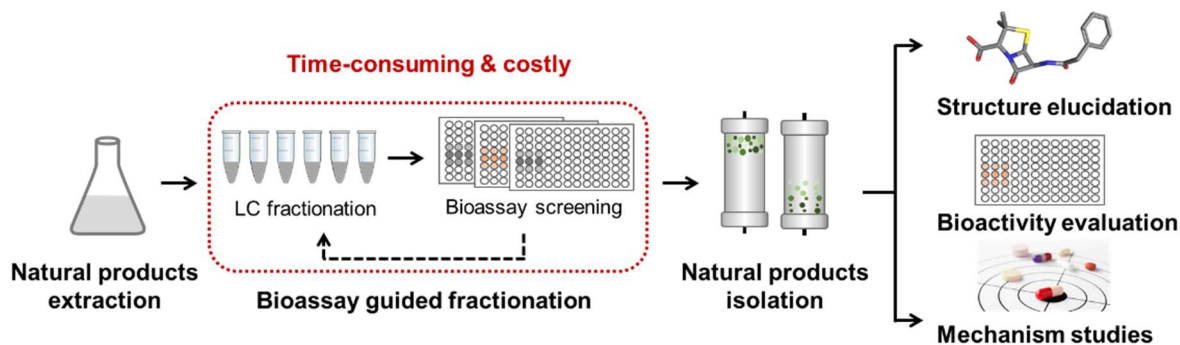 Time-consuming & costly
LC fractionation
Bioassay screening
Natural products
extraction
Bioassay guided fractionation
Natural products
isolation
Structure elucidation
Bioactivity evaluation
Mechanism studies